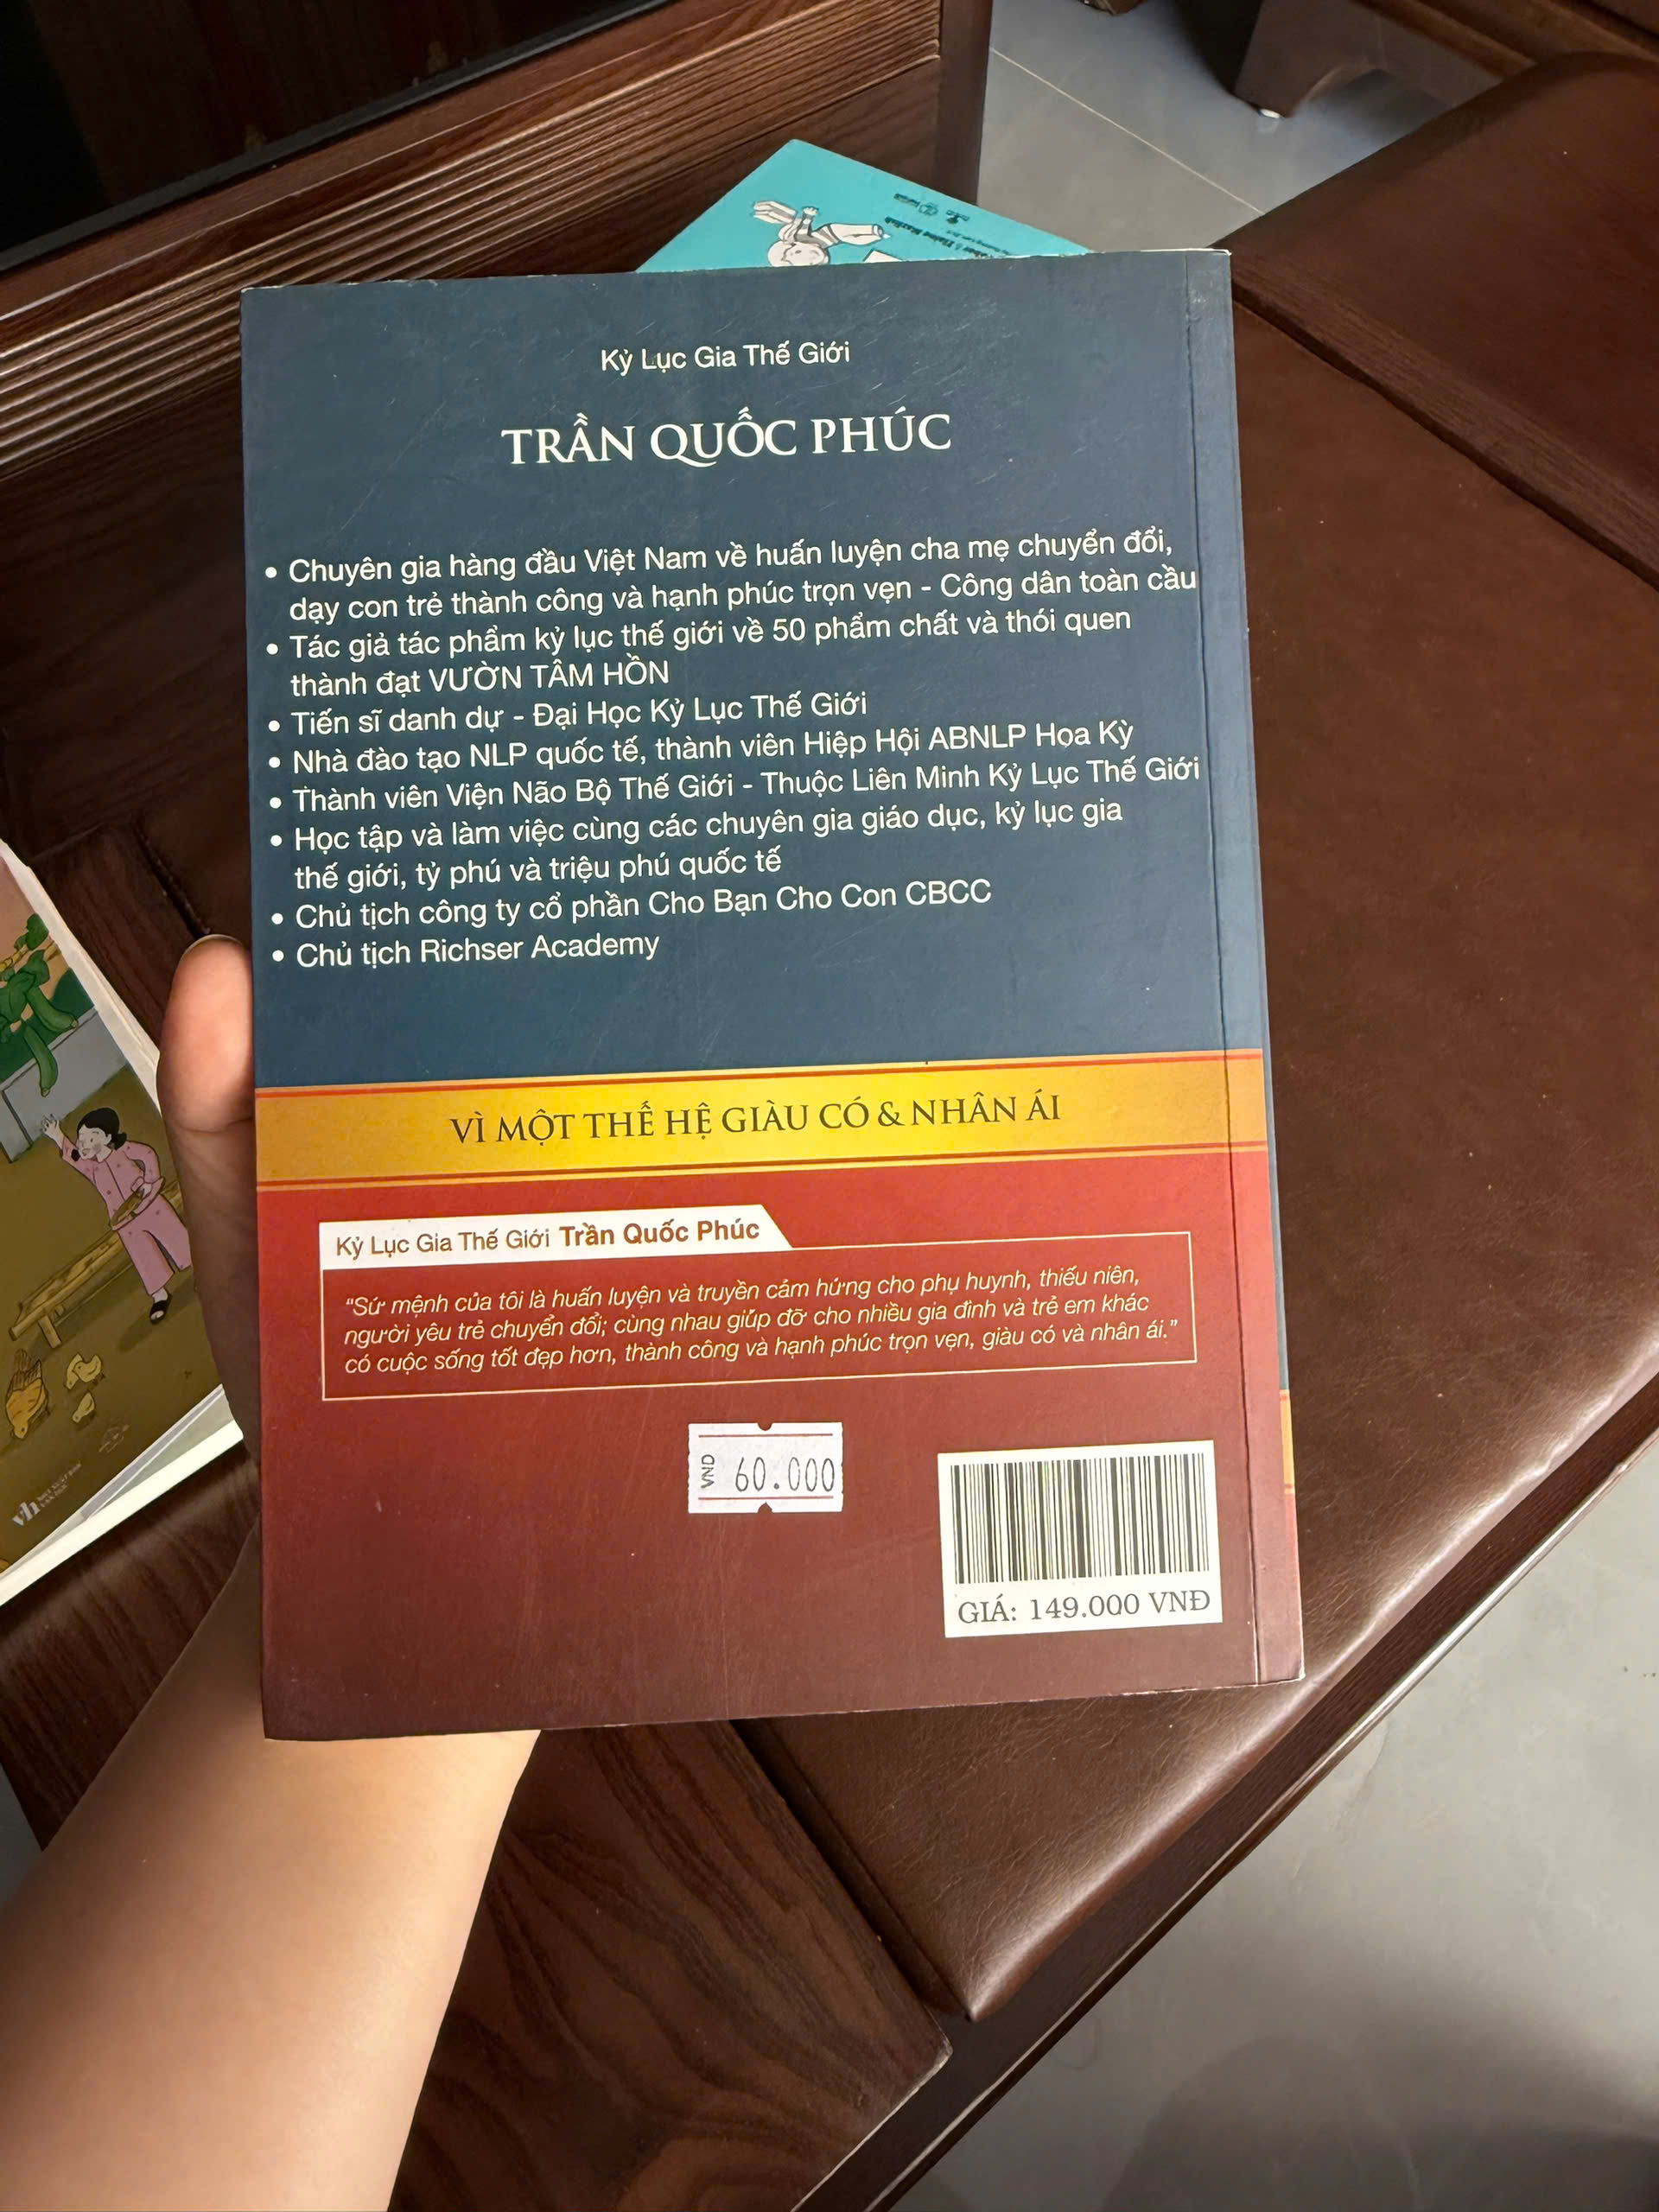 Kỷ Lục Gia Thế Giới
TRẦN QUỐC PHÚC
• Chuyên gia hàng đầu Việt Nam về huấn luyện cha mẹ chuyển đổi,
dạy con trẻ thành công và hạnh phúc trọn vẹn - Công dân toàn cầu
• Tác giả tác phẩm kỷ lục thế giới về 50 phẩm chất và thói quen
thành đạt VƯỜN TÂM HỒN
• Tiến sĩ danh dự - Đại Học Kỷ Lục Thế Giới
• Nhà đào tạo NLP quốc tế, thành viên Hiệp Hội ABNLP Hoa Kỳ
• Thành viên Viện Não Bộ Thế Giới - Thuộc Liên Minh Kỷ Lục Thế Giới
• Học tập và làm việc cùng các chuyên gia giáo dục, kỷ lục gia
thế giới, tỷ phú và triệu phú quốc tế
• Chủ tịch công ty cổ phần Cho Bạn Cho Con CBCC
• Chủ tịch Richser Academy
VÌ MỘT THẾ HỆ GIÀU CÓ & NHÂN ÁI
Kỷ Lục Gia Thế Giới Trần Quốc Phúc
“Sứ mệnh của tôi là huấn luyện và truyền cảm hứng cho phụ huynh, thiếu niên,
người yêu trẻ chuyển đổi; cùng nhau giúp đỡ cho nhiều gia đình và trẻ em khác
có cuộc sống tốt đẹp hơn, thành công và hạnh phúc trọn vẹn, giàu có và nhân ái.”
VND 60.000
GIÁ: 149.000 VNĐ
vh